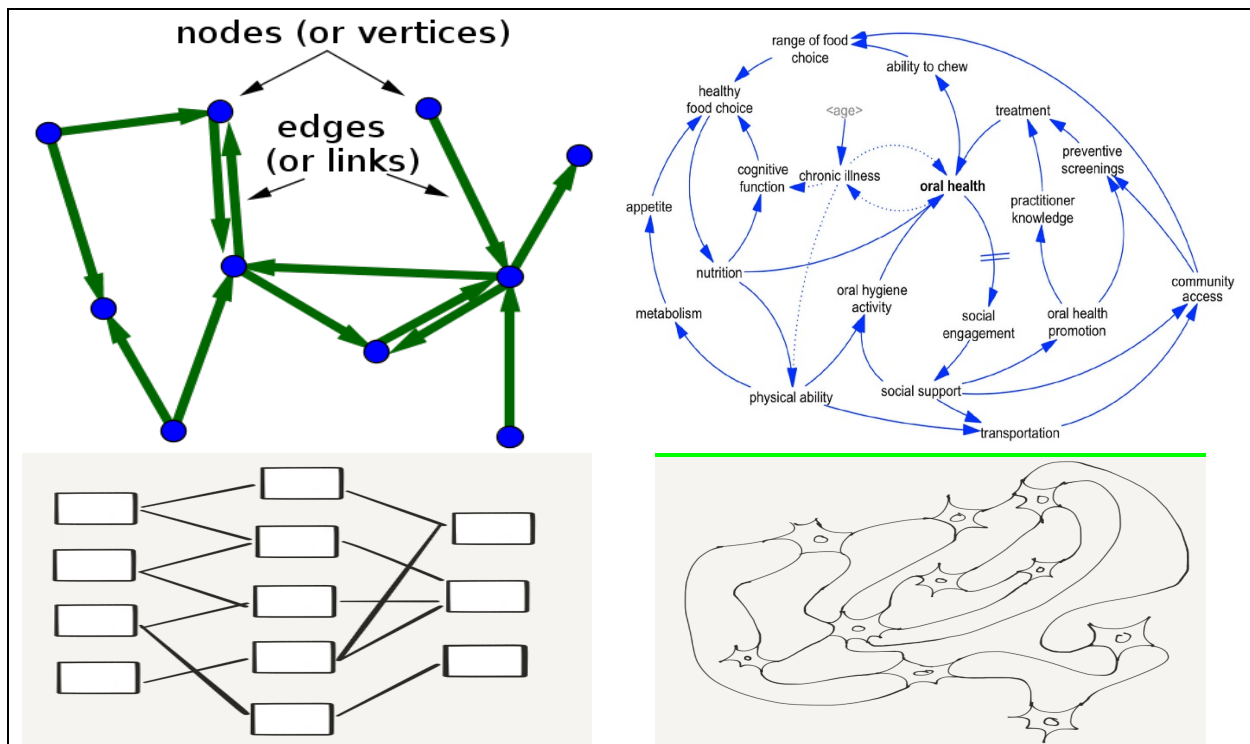 nodes (or vertices)
edges
(or links)
range of food
choice
ability to chew
healthy
food choice
<age>
treatment
preventive
screenings
cognitive
function
chronic illness
oral health
practitioner
knowledge
appetite
nutrition
oral hygiene
activity
community
access
metabolism
social
engagement
oral health
promotion
physical ability
social support
transportation